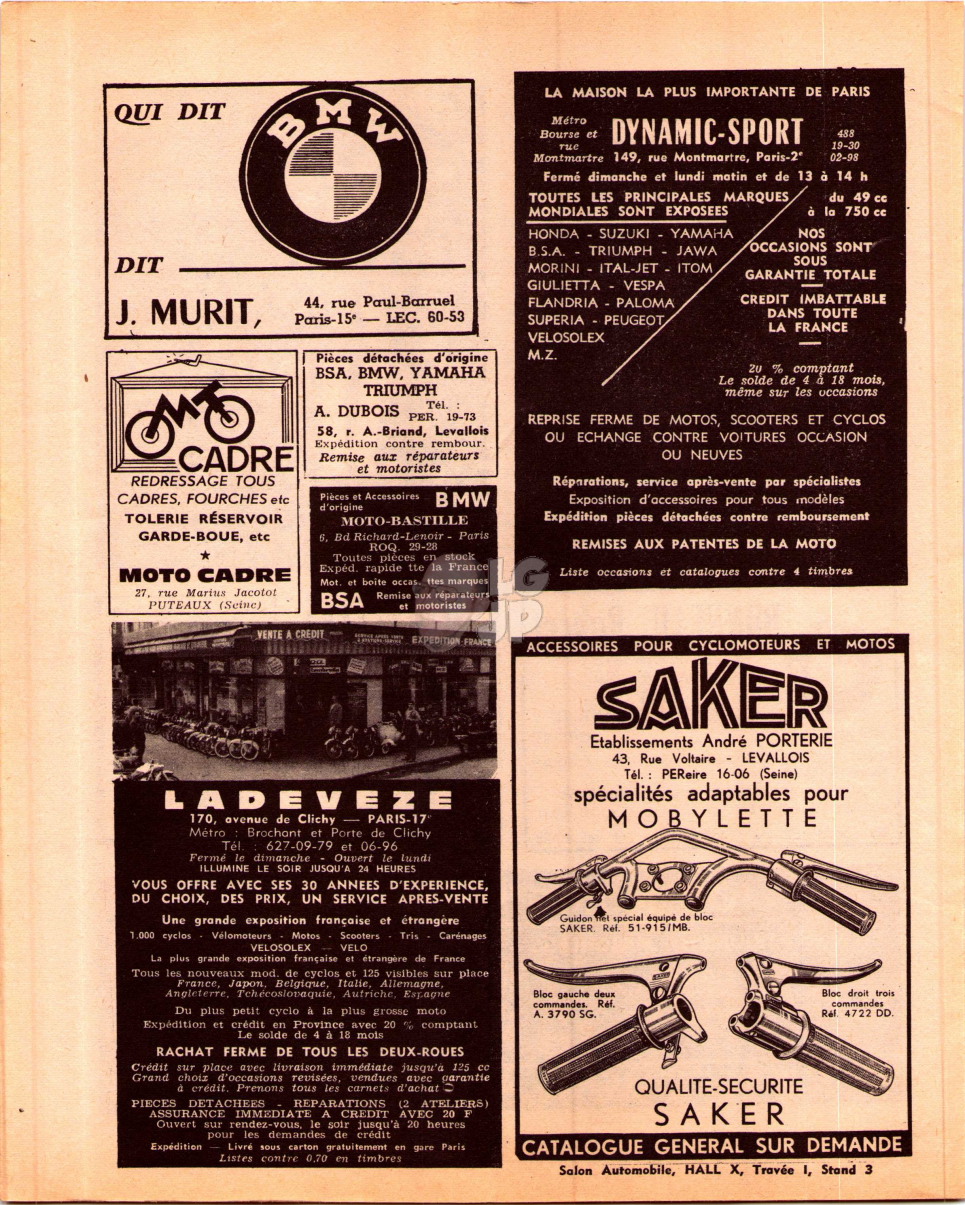 QUI DIT
BMW
DIT
J. MURIT,
44, rue Paul-Barruel
Paris-15e — LEC. 60-53
MT
CADRE
REDRESSAGE TOUS
CADRES, FOURCHES etc
TOLERIE RÉSERVOIR
GARDE-BOUE, etc
★
MOTO CADRE
27, rue Marius Jacotot
PUTEAUX (Seine)
Pièces détachées d'origine
BSA, BMW, YAMAHA
TRIUMPH
A. DUBOIS Tél. : PER. 19-73
58, r. A.-Briand, Levallois
Expédition contre rembour.
Remise aux réparateurs
et motoristes
Pièces et Accessoires
d'origine BMW
MOTO-BASTILLE
6, Bd Richard-Lenoir - Paris
ROQ. 29-28
Toutes pièces en stock
Expéd. rapide tte la France
Mot. et boite occas. ttes marques
BSA Remise aux réparateurs
et motoristes
VENTE A CRÉDIT
EXPEDITION-FRANCE
LADEVEZE
170, avenue de Clichy — PARIS-17e
Métro : Brochant et Porte de Clichy
Tél. : 627-09-79 et 06-96
Fermé le dimanche - Ouvert le lundi
ILLUMINE LE SOIR JUSQU'A 24 HEURES
VOUS OFFRE AVEC SES 30 ANNEES D'EXPERIENCE,
DU CHOIX, DES PRIX, UN SERVICE APRES-VENTE
Une grande exposition française et étrangère
1.000 cyclos - Vélomoteurs - Motos - Scooters - Tris - Carénages
VELOSOLEX — VELO
La plus grande exposition française et étrangère de France
Tous les nouveaux mod. de cyclos et 125 visibles sur place
France, Japon, Belgique, Italie, Allemagne,
Angleterre, Tchécoslovaquie, Autriche, Espagne
Du plus petit cyclo à la plus grosse moto
Expédition et crédit en Province avec 20 % comptant
Le solde de 4 à 18 mois
RACHAT FERME DE TOUS LES DEUX-ROUES
Crédit sur place avec livraison immédiate jusqu'à 125 cc
Grand choix d'occasions revisées, vendues avec garantie
à crédit. Prenons tous les carnets d'achat
PIECES DETACHEES - REPARATIONS (2 ATELIERS)
ASSURANCE IMMEDIATE A CREDIT AVEC 20 F
Ouvert sur rendez-vous, le soir jusqu'à 20 heures
pour les demandes de crédit
Expédition — Livré sous carton gratuitement en gare Paris
Listes contre 0,70 en timbres
LA MAISON LA PLUS IMPORTANTE DE PARIS
Métro
Bourse et
rue
Montmartre
DYNAMIC-SPORT
149, rue Montmartre, Paris-2e
488
19-30
02-98
Fermé dimanche et lundi matin et de 13 à 14 h
TOUTES LES PRINCIPALES MARQUES
MONDIALES SONT EXPOSEES
du 49 cc
à la 750 cc
HONDA - SUZUKI - YAMAHA
B.S.A. - TRIUMPH - JAWA
MORINI - ITAL-JET - ITOM
GIULIETTA - VESPA
FLANDRIA - PALOMA
SUPERIA - PEUGEOT
VELOSOLEX
M.Z.
NOS
OCCASIONS SONT
SOUS
GARANTIE TOTALE
CREDIT IMBATTABLE
DANS TOUTE
LA FRANCE
20 % comptant
Le solde de 4 à 18 mois,
même sur les occasions
REPRISE FERME DE MOTOS, SCOOTERS ET CYCLOS
OU ECHANGE CONTRE VOITURES OCCASION
OU NEUVES
Réparations, service après-vente par spécialistes
Exposition d'accessoires pour tous modèles
Expédition pièces détachées contre remboursement
REMISES AUX PATENTES DE LA MOTO
Liste occasions et catalogues contre 4 timbres
ACCESSOIRES POUR CYCLOMOTEURS ET MOTOS
SAKER
Etablissements André PORTERIE
43, Rue Voltaire - LEVALLOIS
Tél. : PEReire 16-06 (Seine)
spécialités adaptables pour
MOBYLETTE
Guidon net spécial équipé de bloc
SAKER. Réf. 51-915/MB.
Bloc gauche deux
commandes. Réf.
A. 3790 SG.
Bloc droit trois
commandes
Réf. 4722 DD.
QUALITE-SECURITE
SAKER
CATALOGUE GENERAL SUR DEMANDE
Salon Automobile, HALL X, Travée I, Stand 3